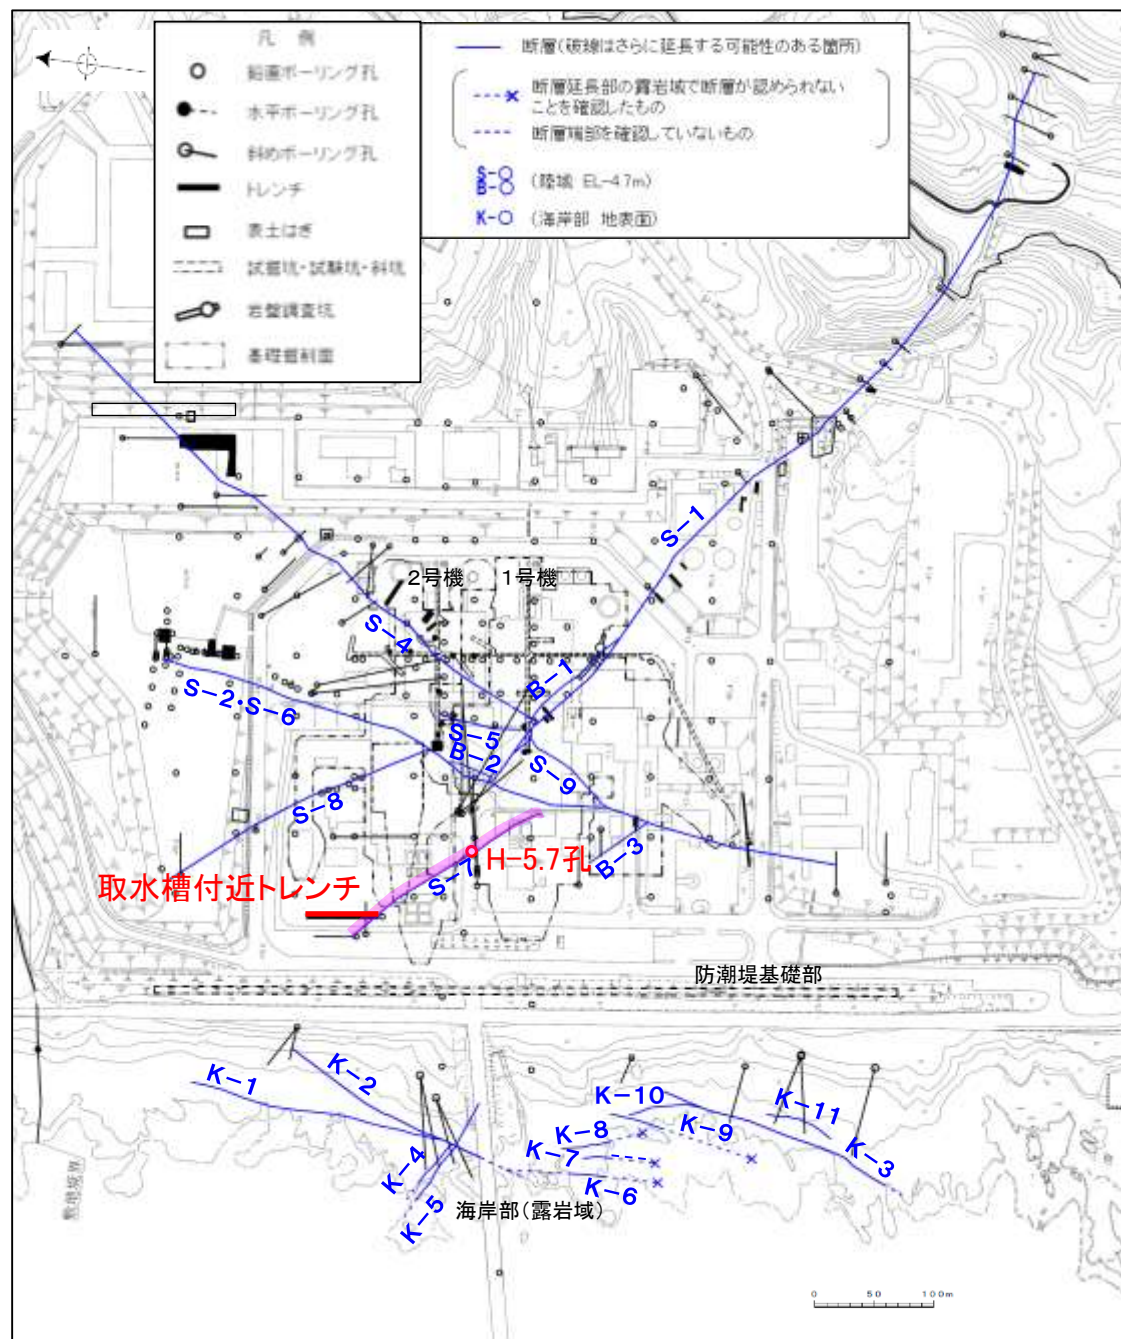 凡 例
鉛直ボーリング孔
水平ボーリング孔
斜めボーリング孔
トレンチ
表土はぎ
試掘坑・試験坑・斜坑
岩盤調査坑
基礎掘削面
断層(破線はさらに延長する可能性のある箇所)
断層延長部の露岩域で断層が認められない
ことを確認したもの
断層端部を確認していないもの
S-○
B-○
(陸域 EL-4.7m)
K-○
(海岸部 地表面)
S-1
2号機
1号機
S-4
B-1
S-2・S-6
S-5
B-2
S-9
S-8
B-3
S-7
H-5.7孔
取水槽付近トレンチ
防潮堤基礎部
K-2
K-1
K-10
K-11
K-9
K-8
K-7
K-3
K-4
K-6
K-5
海岸部(露岩域)
敷地境界
0 50 100m